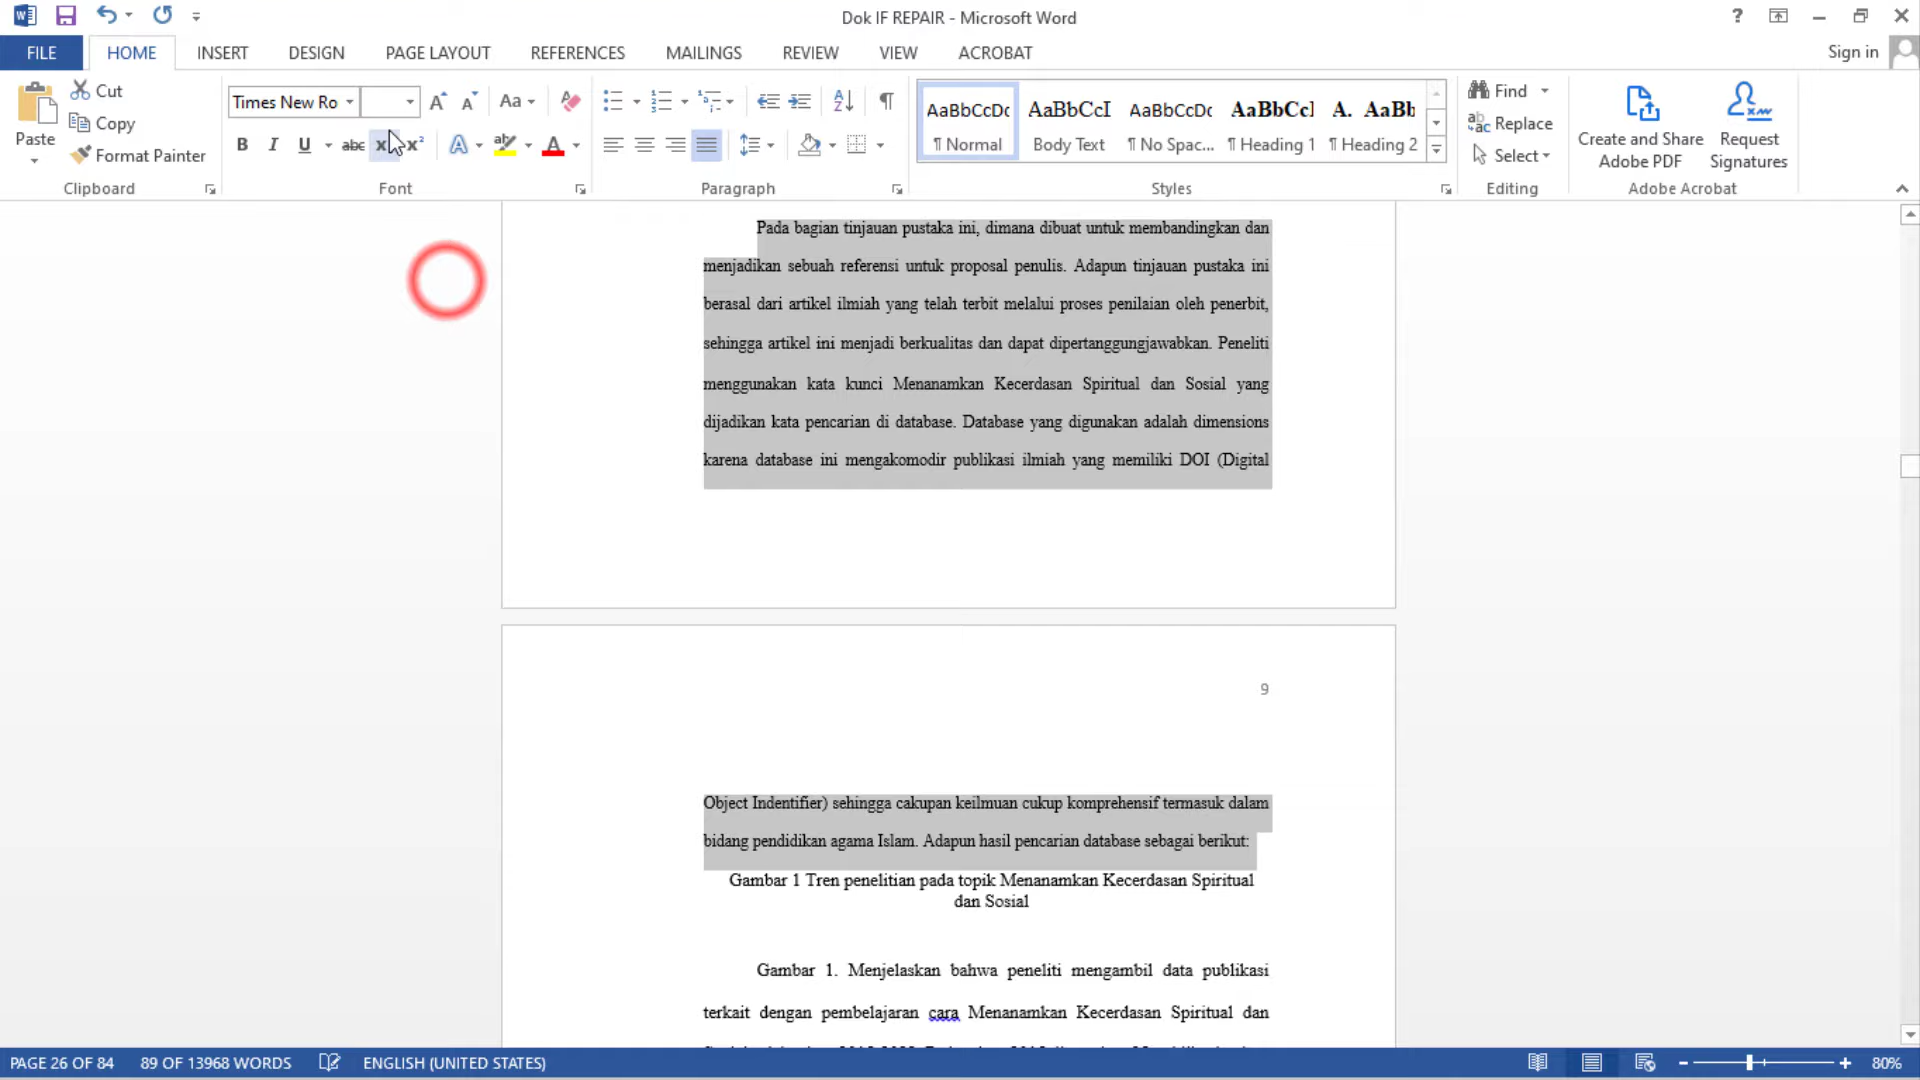 Dok IF REPAIR - Microsoft Word
FILE HOME INSERT DESIGN PAGE LAYOUT REFERENCES MAILINGS REVIEW VIEW ACROBAT Sign in
Paste
Cut
Copy
Format Painter
Clipboard
Times New Ro
Font
Paragraph
AaBbCcDc AaBbCcI AaBbCcDc AaBbCcI A. AaBb
¶ Normal Body Text ¶ No Spac... ¶ Heading 1 ¶ Heading 2
Styles
Find
Replace
Select
Editing
Create and Share Adobe PDF
Request Signatures
Adobe Acrobat
Pada bagian tinjauan pustaka ini, dimana dibuat untuk membandingkan dan
menjadikan sebuah referensi untuk proposal penulis. Adapun tinjauan pustaka ini
berasal dari artikel ilmiah yang telah terbit melalui proses penilaian oleh penerbit,
sehingga artikel ini menjadi berkualitas dan dapat dipertanggungjawabkan. Peneliti
menggunakan kata kunci Menanamkan Kecerdasan Spiritual dan Sosial yang
dijadikan kata pencarian di database. Database yang digunakan adalah dimensions
karena database ini mengakomodir publikasi ilmiah yang memiliki DOI (Digital
9
Object Indentifier) sehingga cakupan keilmuan cukup komprehensif termasuk dalam
bidang pendidikan agama Islam. Adapun hasil pencarian database sebagai berikut:
Gambar 1 Tren penelitian pada topik Menanamkan Kecerdasan Spiritual
dan Sosial
Gambar 1. Menjelaskan bahwa peneliti mengambil data publikasi
terkait dengan pembelajaran cara Menanamkan Kecerdasan Spiritual dan
PAGE 26 OF 84 89 OF 13968 WORDS ENGLISH (UNITED STATES) 80%